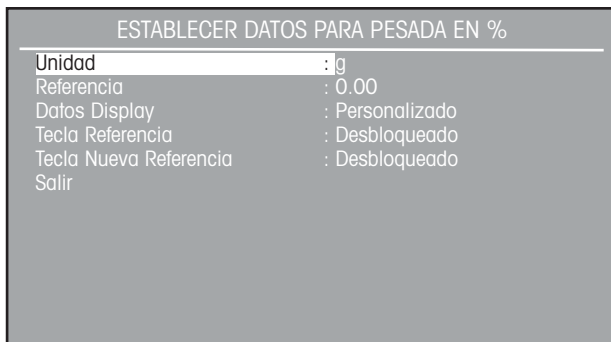 ESTABLECER DATOS PARA PESADA EN %
Unidad : g
Referencia : 0.00
Datos Display : Personalizado
Tecla Referencia : Desbloqueado
Tecla Nueva Referencia : Desbloqueado
Salir